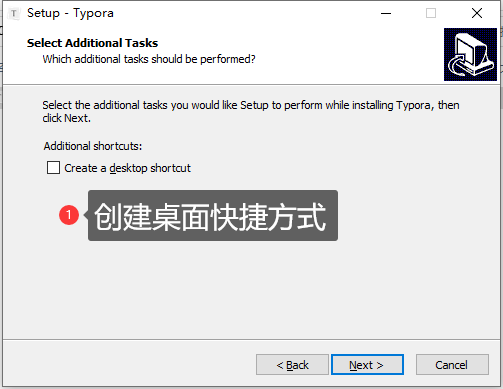 T Setup - Typora
Select Additional Tasks
Which additional tasks should be performed?
Select the additional tasks you would like Setup to perform while installing Typora, then
click Next.
Additional shortcuts:
Create a desktop shortcut
1 创建桌面快捷方式
< Back Next > Cancel